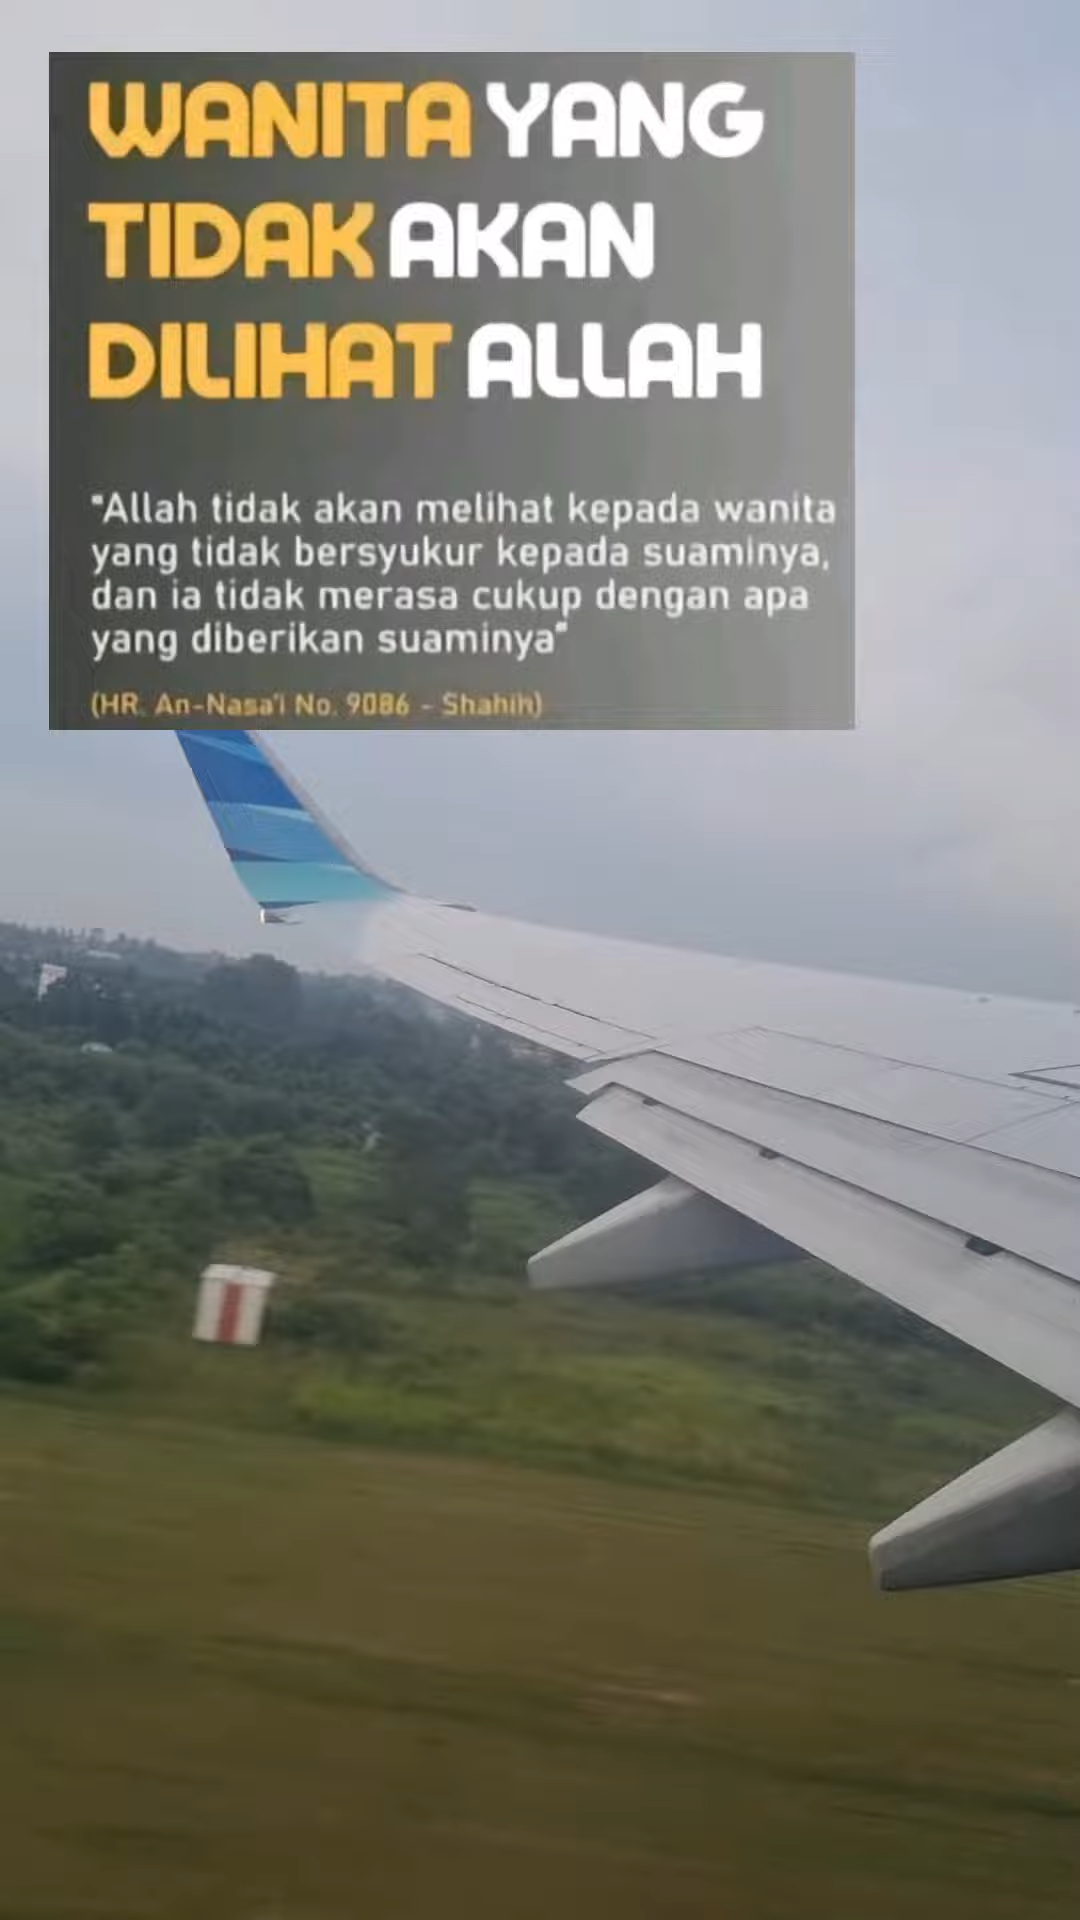 WANITA YANG
TIDAK AKAN
DILIHAT ALLAH
"Allah tidak akan melihat kepada wanita
yang tidak bersyukur kepada suaminya,
dan ia tidak merasa cukup dengan apa
yang diberikan suaminya"
(HR. An-Nasa'i No. 9086 - Shahih)